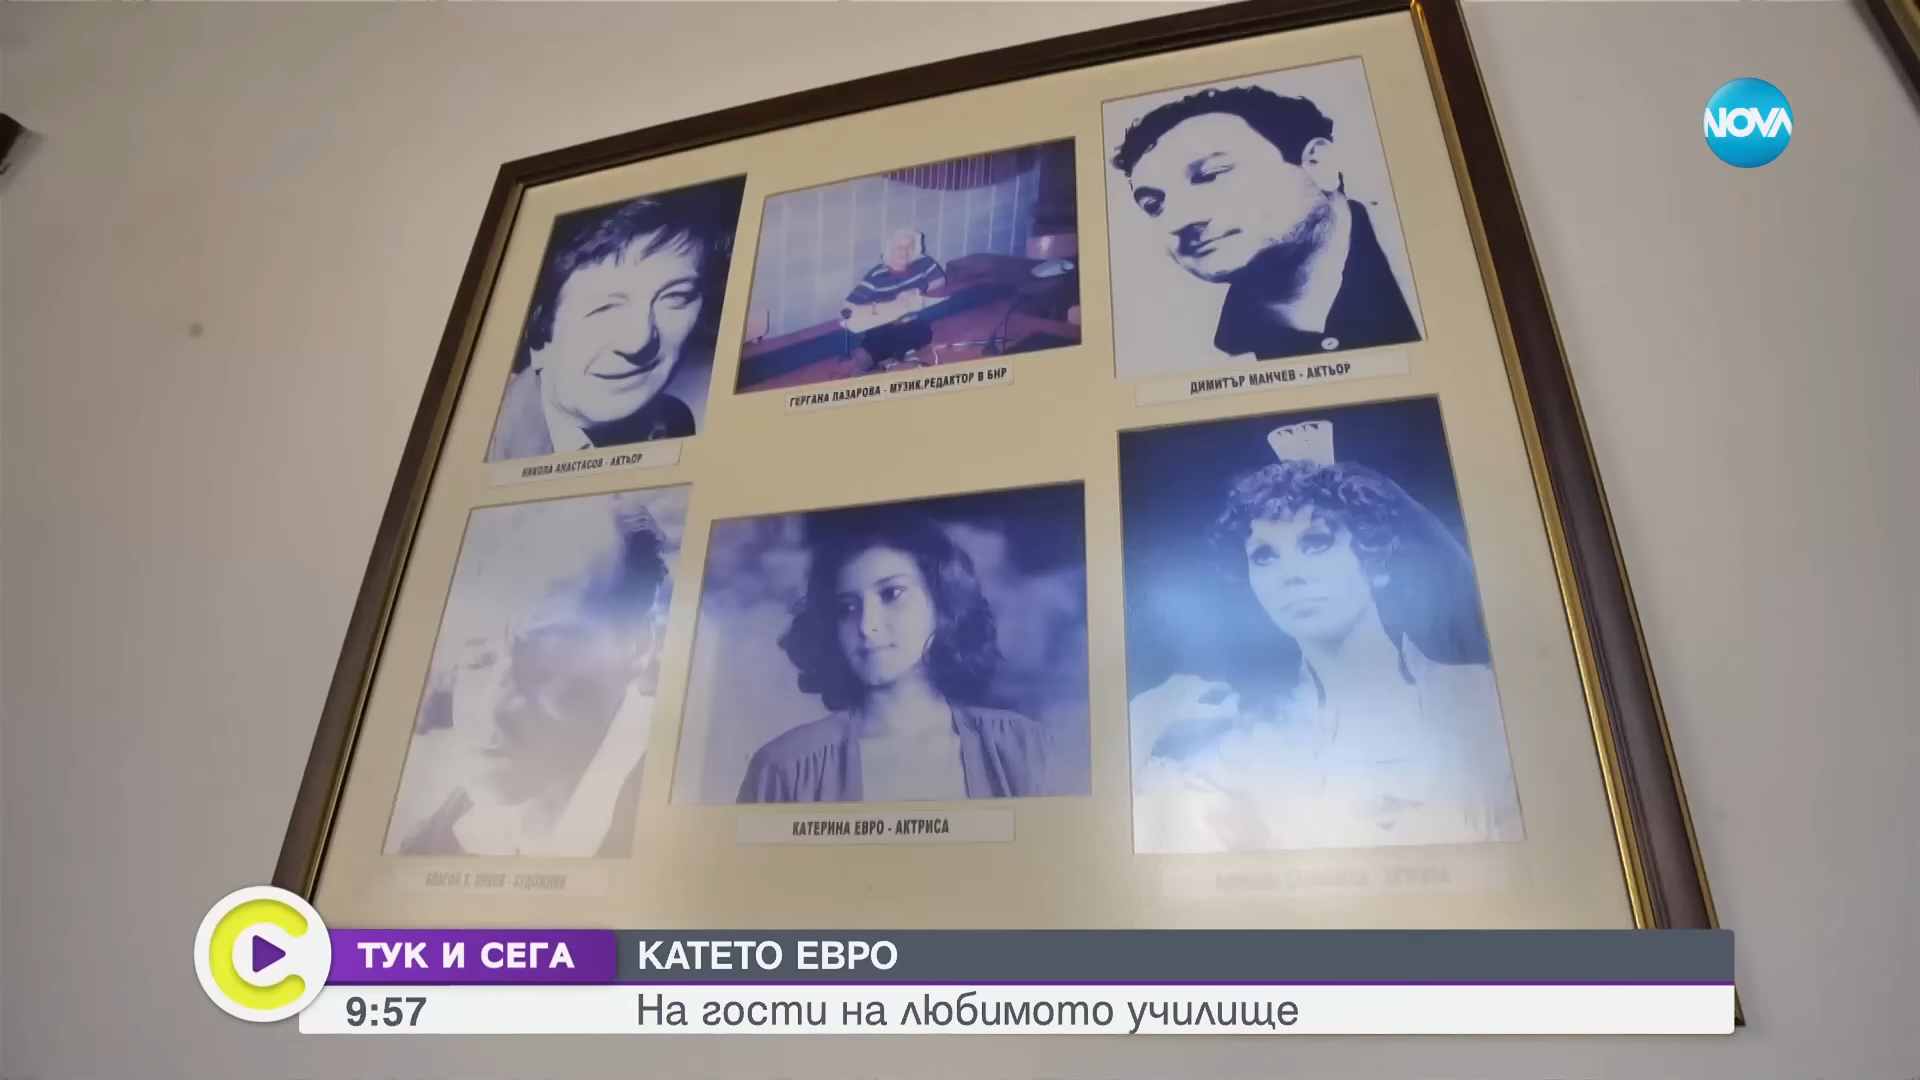 NOVA
НИКОЛА АНАСТАСОВ - АКТЬОР
ГЕРГАНА ЛАЗАРОВА - МУЗИК.РЕДАКТОР В БНР
ДИМИТЪР МАНЧЕВ - АКТЬОР
КАТЕРИНА ЕВРО - АКТРИСА
ТУК И СЕГА
КАТЕТО ЕВРО
9:57
На гости на любимото училище